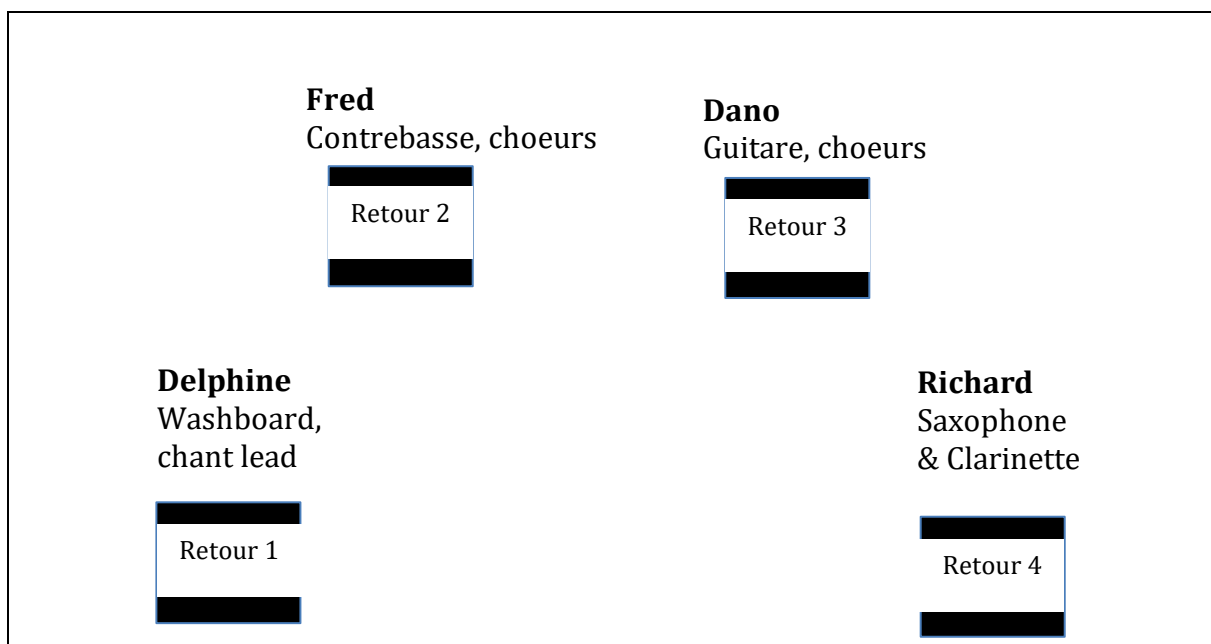 Fred
Contrebasse, choeurs
Retour 2
Dano
Guitare, choeurs
Retour 3
Delphine
Washboard,
chant lead
Retour 1
Richard
Saxophone
& Clarinette
Retour 4